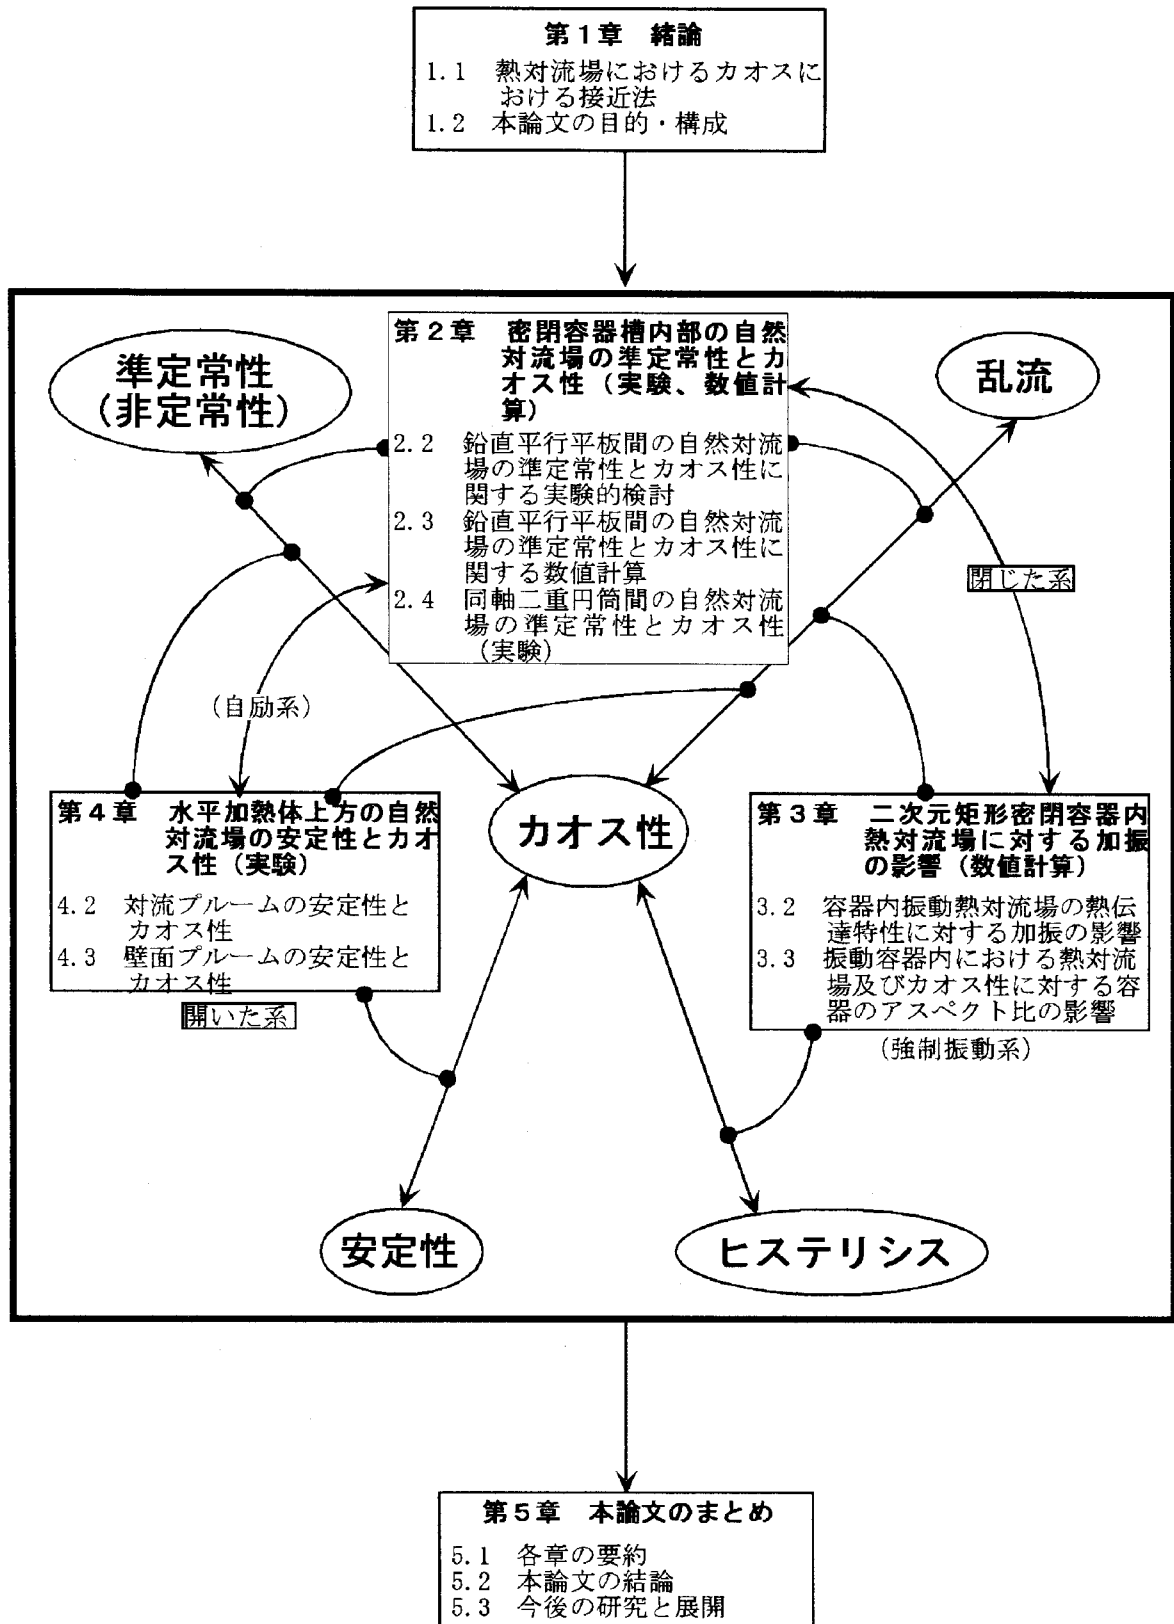 第1章 緒論
1.1 熱対流場におけるカオスに
おける接近法
1.2 本論文の目的・構成
準定常性
(非定常性)
第2章 密閉容器槽内部の自然
対流場の準定常性とカ
オス性(実験、数値計
算)
2.2 鉛直平行平板間の自然対流
場の準定常性とカオス性に
関する実験的検討
2.3 鉛直平行平板間の自然対流
場の準定常性とカオス性に
関する数値計算
2.4 同軸二重円筒間の自然対流
場の準定常性とカオス性
(実験)
乱流
閉じた系
(自励系)
第4章 水平加熱体上方の自然
対流場の安定性とカオ
ス性(実験)
4.2 対流プルームの安定性と
カオス性
4.3 壁面プルームの安定性と
カオス性
開いた系
カオス性
第3章 二次元矩形密閉容器内
熱対流場に対する加振
の影響(数値計算)
3.2 容器内振動熱対流場の熱伝
達特性に対する加振の影響
3.3 振動容器内における熱対流
場及びカオス性に対する容
器のアスペクト比の影響
(強制振動系)
安定性
ヒステリシス
第5章 本論文のまとめ
5.1 各章の要約
5.2 本論文の結論
5.3 今後の研究と展開